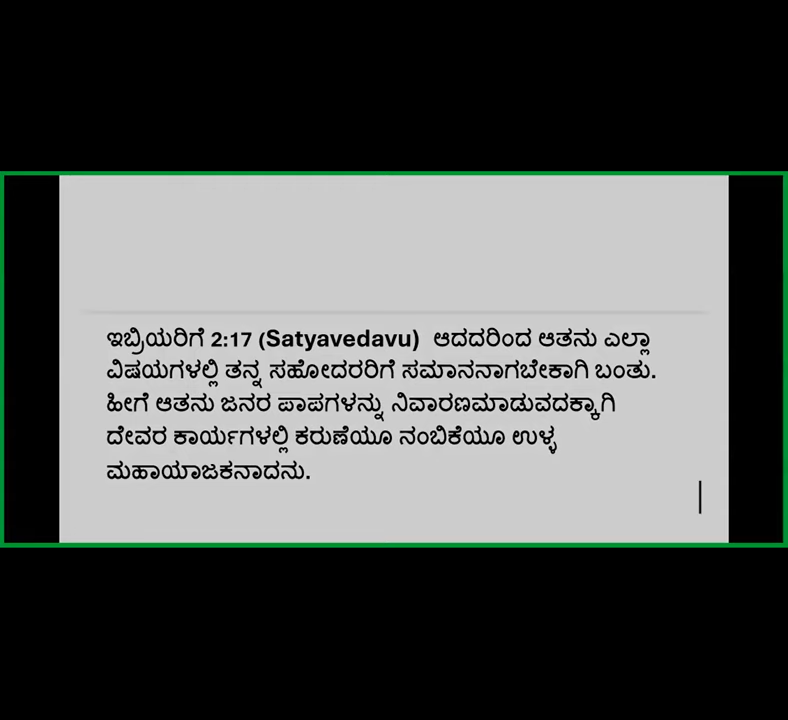 ಇಬ್ರಿಯರಿಗೆ 2:17 (Satyavedavu) ಆದದರಿಂದ ಆತನು ಎಲ್ಲಾ
ವಿಷಯಗಳಲ್ಲಿ ತನ್ನ ಸಹೋದರರಿಗೆ ಸಮಾನನಾಗಬೇಕಾಗಿ ಬಂತು.
ಹೀಗೆ ಆತನು ಜನರ ಪಾಪಗಳನ್ನು ನಿವಾರಣಮಾಡುವದಕ್ಕಾಗಿ
ದೇವರ ಕಾರ್ಯಗಳಲ್ಲಿ ಕರುಣೆಯೂ ನಂಬಿಕೆಯೂ ಉಳ್ಳ
ಮಹಾಯಾಜಕನಾದನು.